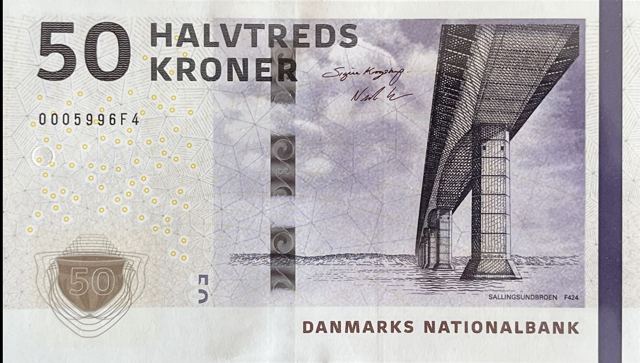 50 HALVTREDS
KRONER
0005996F4
50
SALLINGSUNDBROEN F424
DANMARKS NATIONALBANK